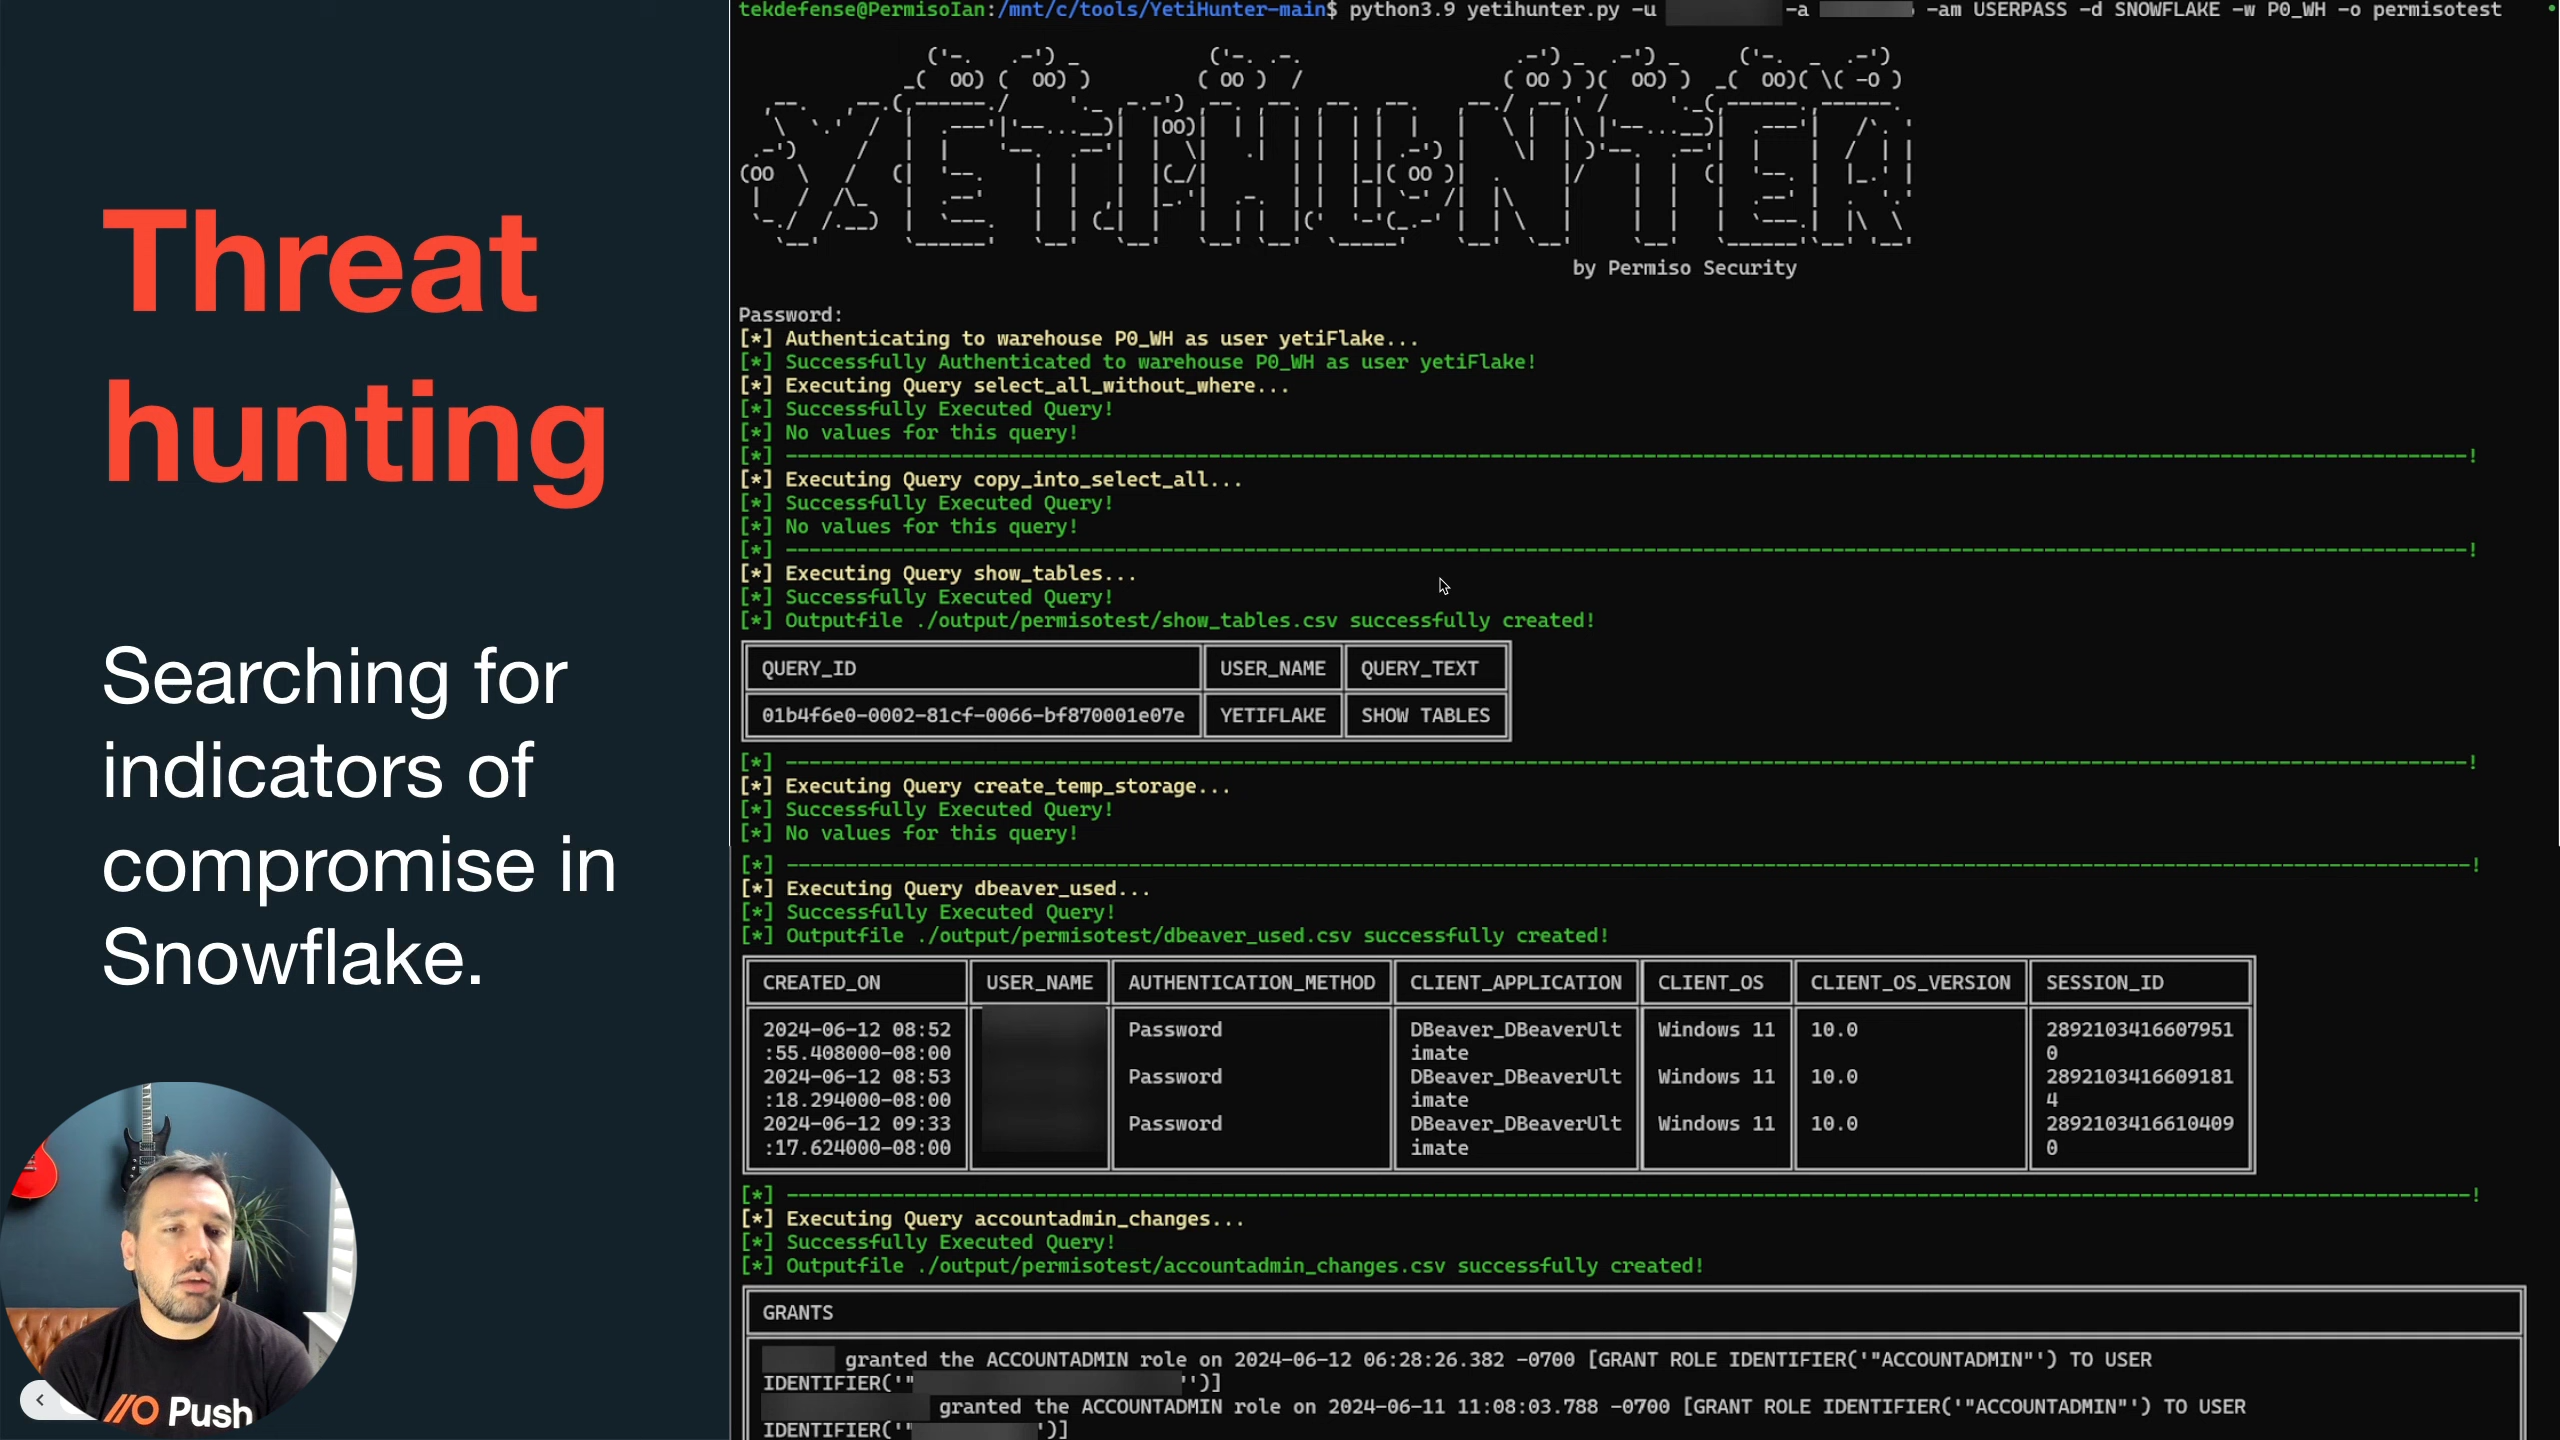 Threat
hunting
Searching for
indicators of
compromise in
Snowflake.
Push
tekdefense@PermisoIan:/mnt/c/tools/YetiHunter-main$ python3.9 yetihunter.py -u -a -am USERPASS -d SNOWFLAKE -w P0_WH -o permisotest
YETIHUNTER
by Permiso Security
Password:
[*] Authenticating to warehouse P0_WH as user yetiFlake...
[*] Successfully Authenticated to warehouse P0_WH as user yetiFlake!
[*] Executing Query select_all_without_where...
[*] Successfully Executed Query!
[*] No values for this query!
[*] ------------------------------------------------!
[*] Executing Query copy_into_select_all...
[*] Successfully Executed Query!
[*] No values for this query!
[*] ------------------------------------------------!
[*] Executing Query show_tables...
[*] Successfully Executed Query!
[*] Outputfile ./output/permisotest/show_tables.csv successfully created!
QUERY_ID USER_NAME QUERY_TEXT
01b4f6e0-0002-81cf-0066-bf870001e07e YETIFLAKE SHOW TABLES
[*] ------------------------------------------------!
[*] Executing Query create_temp_storage...
[*] Successfully Executed Query!
[*] No values for this query!
[*] ------------------------------------------------!
[*] Executing Query dbeaver_used...
[*] Successfully Executed Query!
[*] Outputfile ./output/permisotest/dbeaver_used.csv successfully created!
CREATED_ON USER_NAME AUTHENTICATION_METHOD CLIENT_APPLICATION CLIENT_OS CLIENT_OS_VERSION SESSION_ID
2024-06-12 08:52 Password DBeaver_DBeaverUlt Windows 11 10.0 2892103416607951
:55.408000-08:00 imate 0
2024-06-12 08:53 Password DBeaver_DBeaverUlt Windows 11 10.0 2892103416609181
:18.294000-08:00 imate 4
2024-06-12 09:33 Password DBeaver_DBeaverUlt Windows 11 10.0 2892103416610409
:17.624000-08:00 imate 0
[*] ------------------------------------------------!
[*] Executing Query accountadmin_changes...
[*] Successfully Executed Query!
[*] Outputfile ./output/permisotest/accountadmin_changes.csv successfully created!
GRANTS
granted the ACCOUNTADMIN role on 2024-06-12 06:28:26.382 -0700 [GRANT ROLE IDENTIFIER('"ACCOUNTADMIN"') TO USER
IDENTIFIER('" "')]
granted the ACCOUNTADMIN role on 2024-06-11 11:08:03.788 -0700 [GRANT ROLE IDENTIFIER('"ACCOUNTADMIN"') TO USER
IDENTIFIER('" ')]